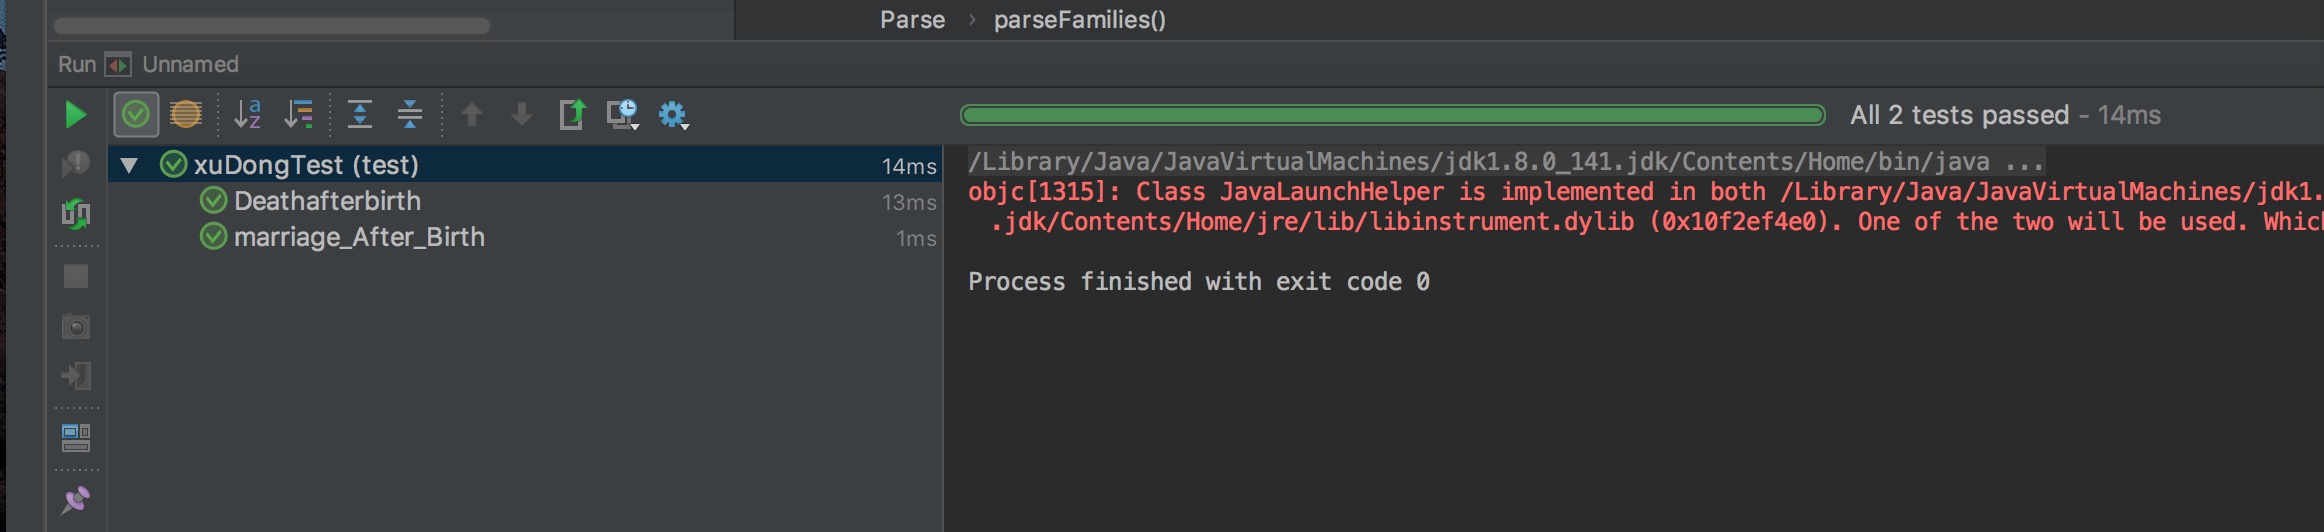 Parse › parseFamilies()
Run Unnamed
All 2 tests passed - 14ms
xuDongTest (test) 14ms
Deathafterbirth 13ms
marriage_After_Birth 1ms
/Library/Java/JavaVirtualMachines/jdk1.8.0_141.jdk/Contents/Home/bin/java ...
objc[1315]: Class JavaLaunchHelper is implemented in both /Library/Java/JavaVirtualMachines/jdk1.
.jdk/Contents/Home/jre/lib/libinstrument.dylib (0x10f2ef4e0). One of the two will be used. Which
Process finished with exit code 0